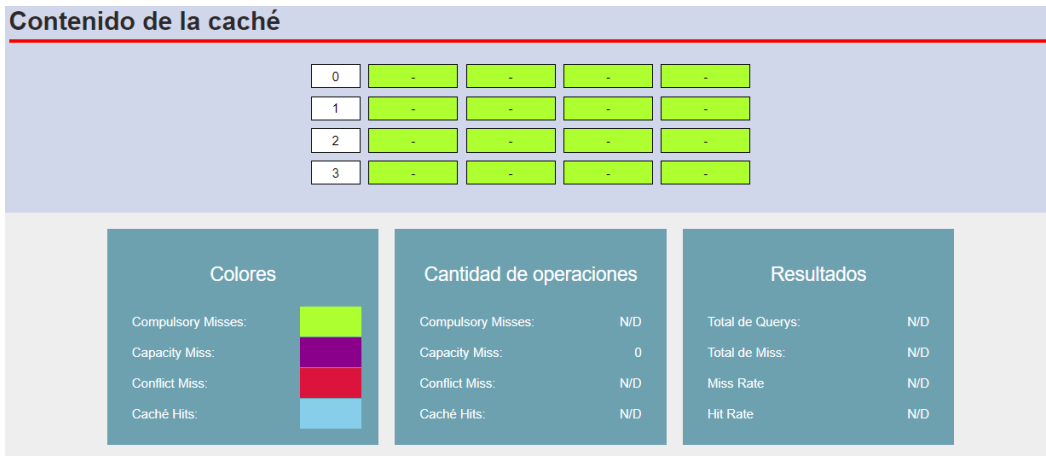 Contenido de la caché
0 - - - -
1 - - - -
2 - - - -
3 - - - -
Colores
Compulsory Misses:
Capacity Miss:
Conflict Miss:
Caché Hits:
Cantidad de operaciones
Compulsory Misses: N/D
Capacity Miss: 0
Conflict Miss: N/D
Caché Hits: N/D
Resultados
Total de Querys: N/D
Total de Miss: N/D
Miss Rate N/D
Hit Rate N/D